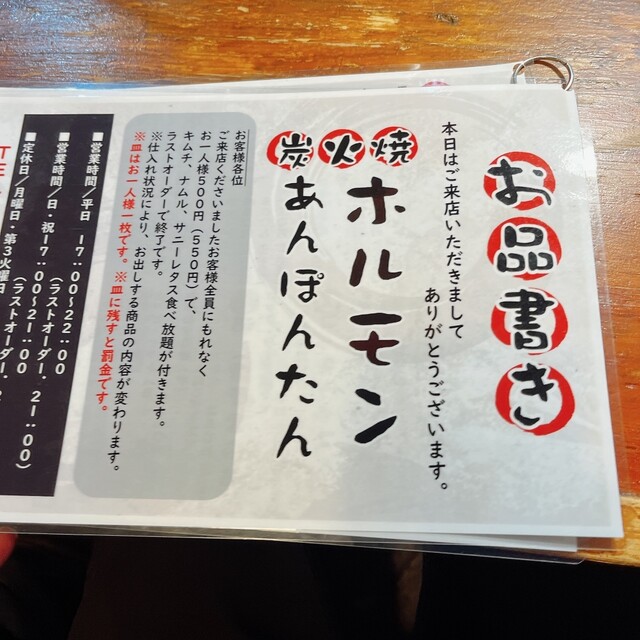 お品書き
本日はご来店いただきまして
ありがとうございます。
炭火焼
ホルモン
あんぽんたん
お客様各位
ご来店くださいましたお客様全員にもれなく
お一人様500円（550円）で、
キムチ、ナムル、サニーレタス食べ放題が付きます。
ラストオーダーで終了です。
※仕入れ状況により、お出しする商品の内容が変わります。
※皿はお一人様一枚です。※皿に残すと罰金です。
■営業時間／平日 17:00〜22:00
（ラストオーダー．21:00）
■営業時間／日・祝17:00〜21:00
（ラストオーダー．2
■定休日／月曜日・第3火曜日
TE